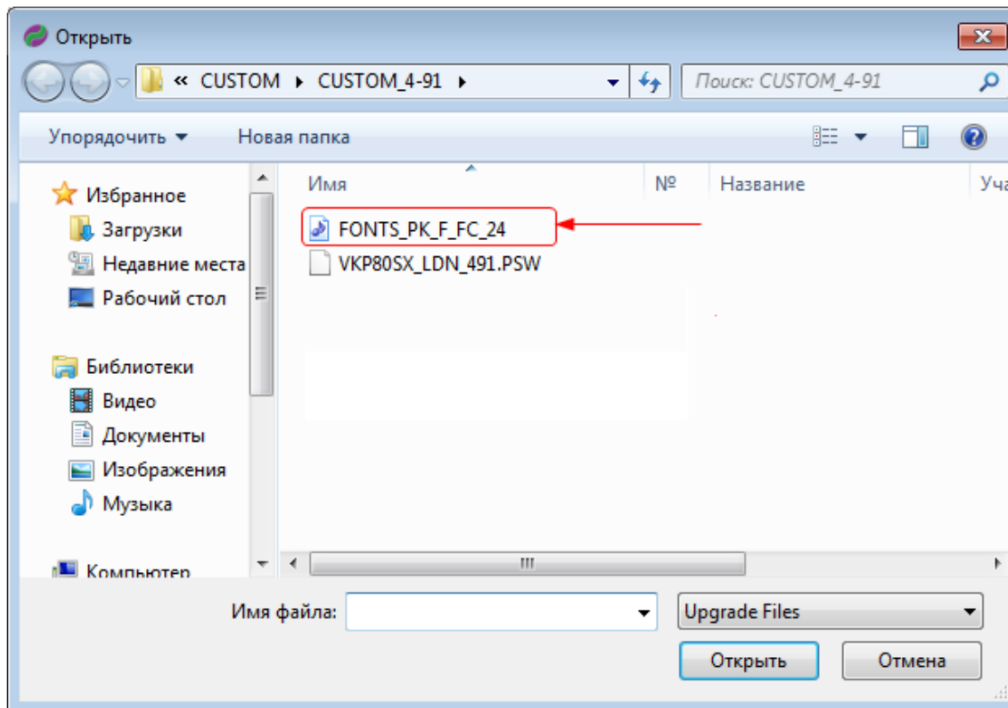 Открыть
« CUSTOM CUSTOM_4-91
Поиск: CUSTOM_4-91
Упорядочить Новая папка
Имя № Название Уча
Избранное
Загрузки
Недавние места
Рабочий стол
Библиотеки
Видео
Документы
Изображения
Музыка
Компьютер
FONTS_PK_F_FC_24
VKP80SX_LDN_491.PSW
Имя файла:
Upgrade Files
Открыть Отмена